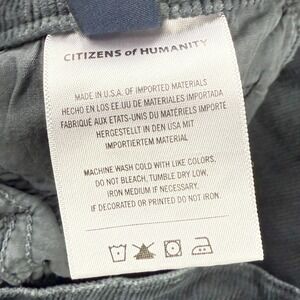 CITIZENS of HUMANITY
MADE IN U.S.A. OF IMPORTED MATERIALS
HECHO EN LOS EE.UU DE MATERIALES IMPORTADA
FABRIQUÉ AUX ETATS-UNIS DU MATÉRIELS IMPORTÉ
HERGESTELLT IN DEN USA MIT
IMPORTIERTEM MATERIAL
MACHINE WASH COLD WITH LIKE COLORS,
DO NOT BLEACH, TUMBLE DRY LOW,
IRON MEDIUM IF NECESSARY.
IF DECORATED OR PRINTED DO NOT IRON.